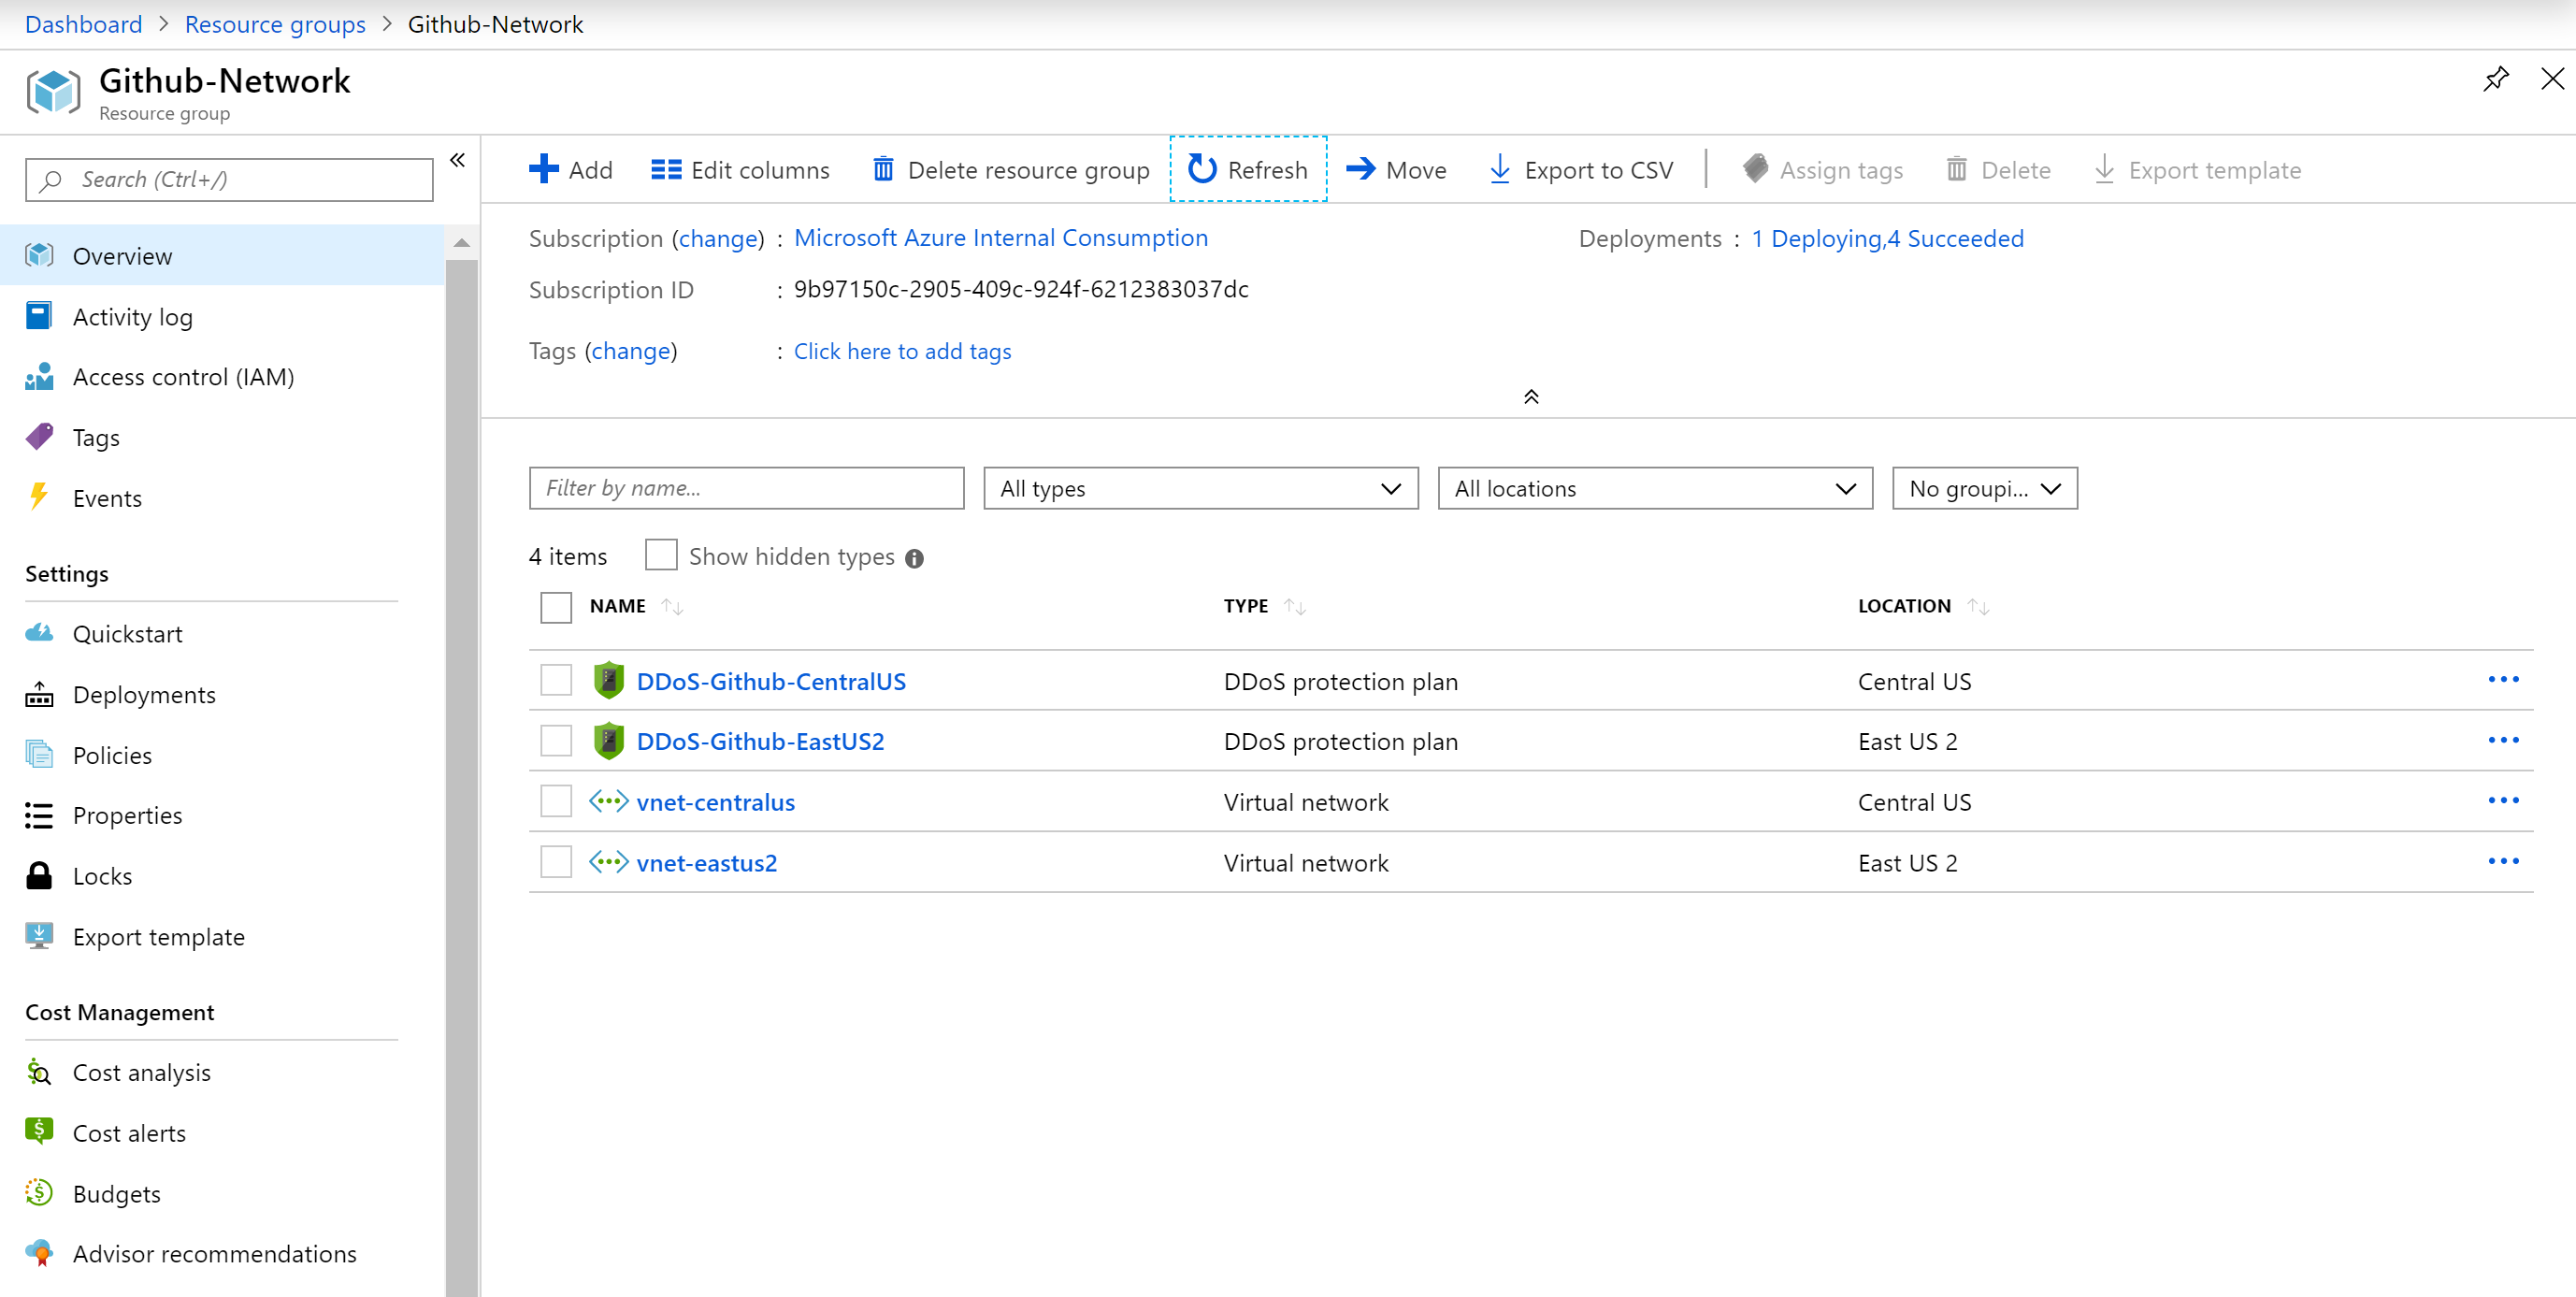 Dashboard > Resource groups > Github-Network
Github-Network
Resource group
Search (Ctrl+/)
«
Overview
Activity log
Access control (IAM)
Tags
Events
Settings
Quickstart
Deployments
Policies
Properties
Locks
Export template
Cost Management
Cost analysis
Cost alerts
Budgets
Advisor recommendations
Add Edit columns Delete resource group Refresh Move Export to CSV Assign tags Delete Export template
Subscription (change) : Microsoft Azure Internal Consumption
Deployments : 1 Deploying,4 Succeeded
Subscription ID : 9b97150c-2905-409c-924f-6212383037dc
Tags (change) : Click here to add tags
Filter by name... All types All locations No groupi...
4 items Show hidden types
NAME TYPE LOCATION
DDoS-Github-CentralUS DDoS protection plan Central US
DDoS-Github-EastUS2 DDoS protection plan East US 2
vnet-centralus Virtual network Central US
vnet-eastus2 Virtual network East US 2